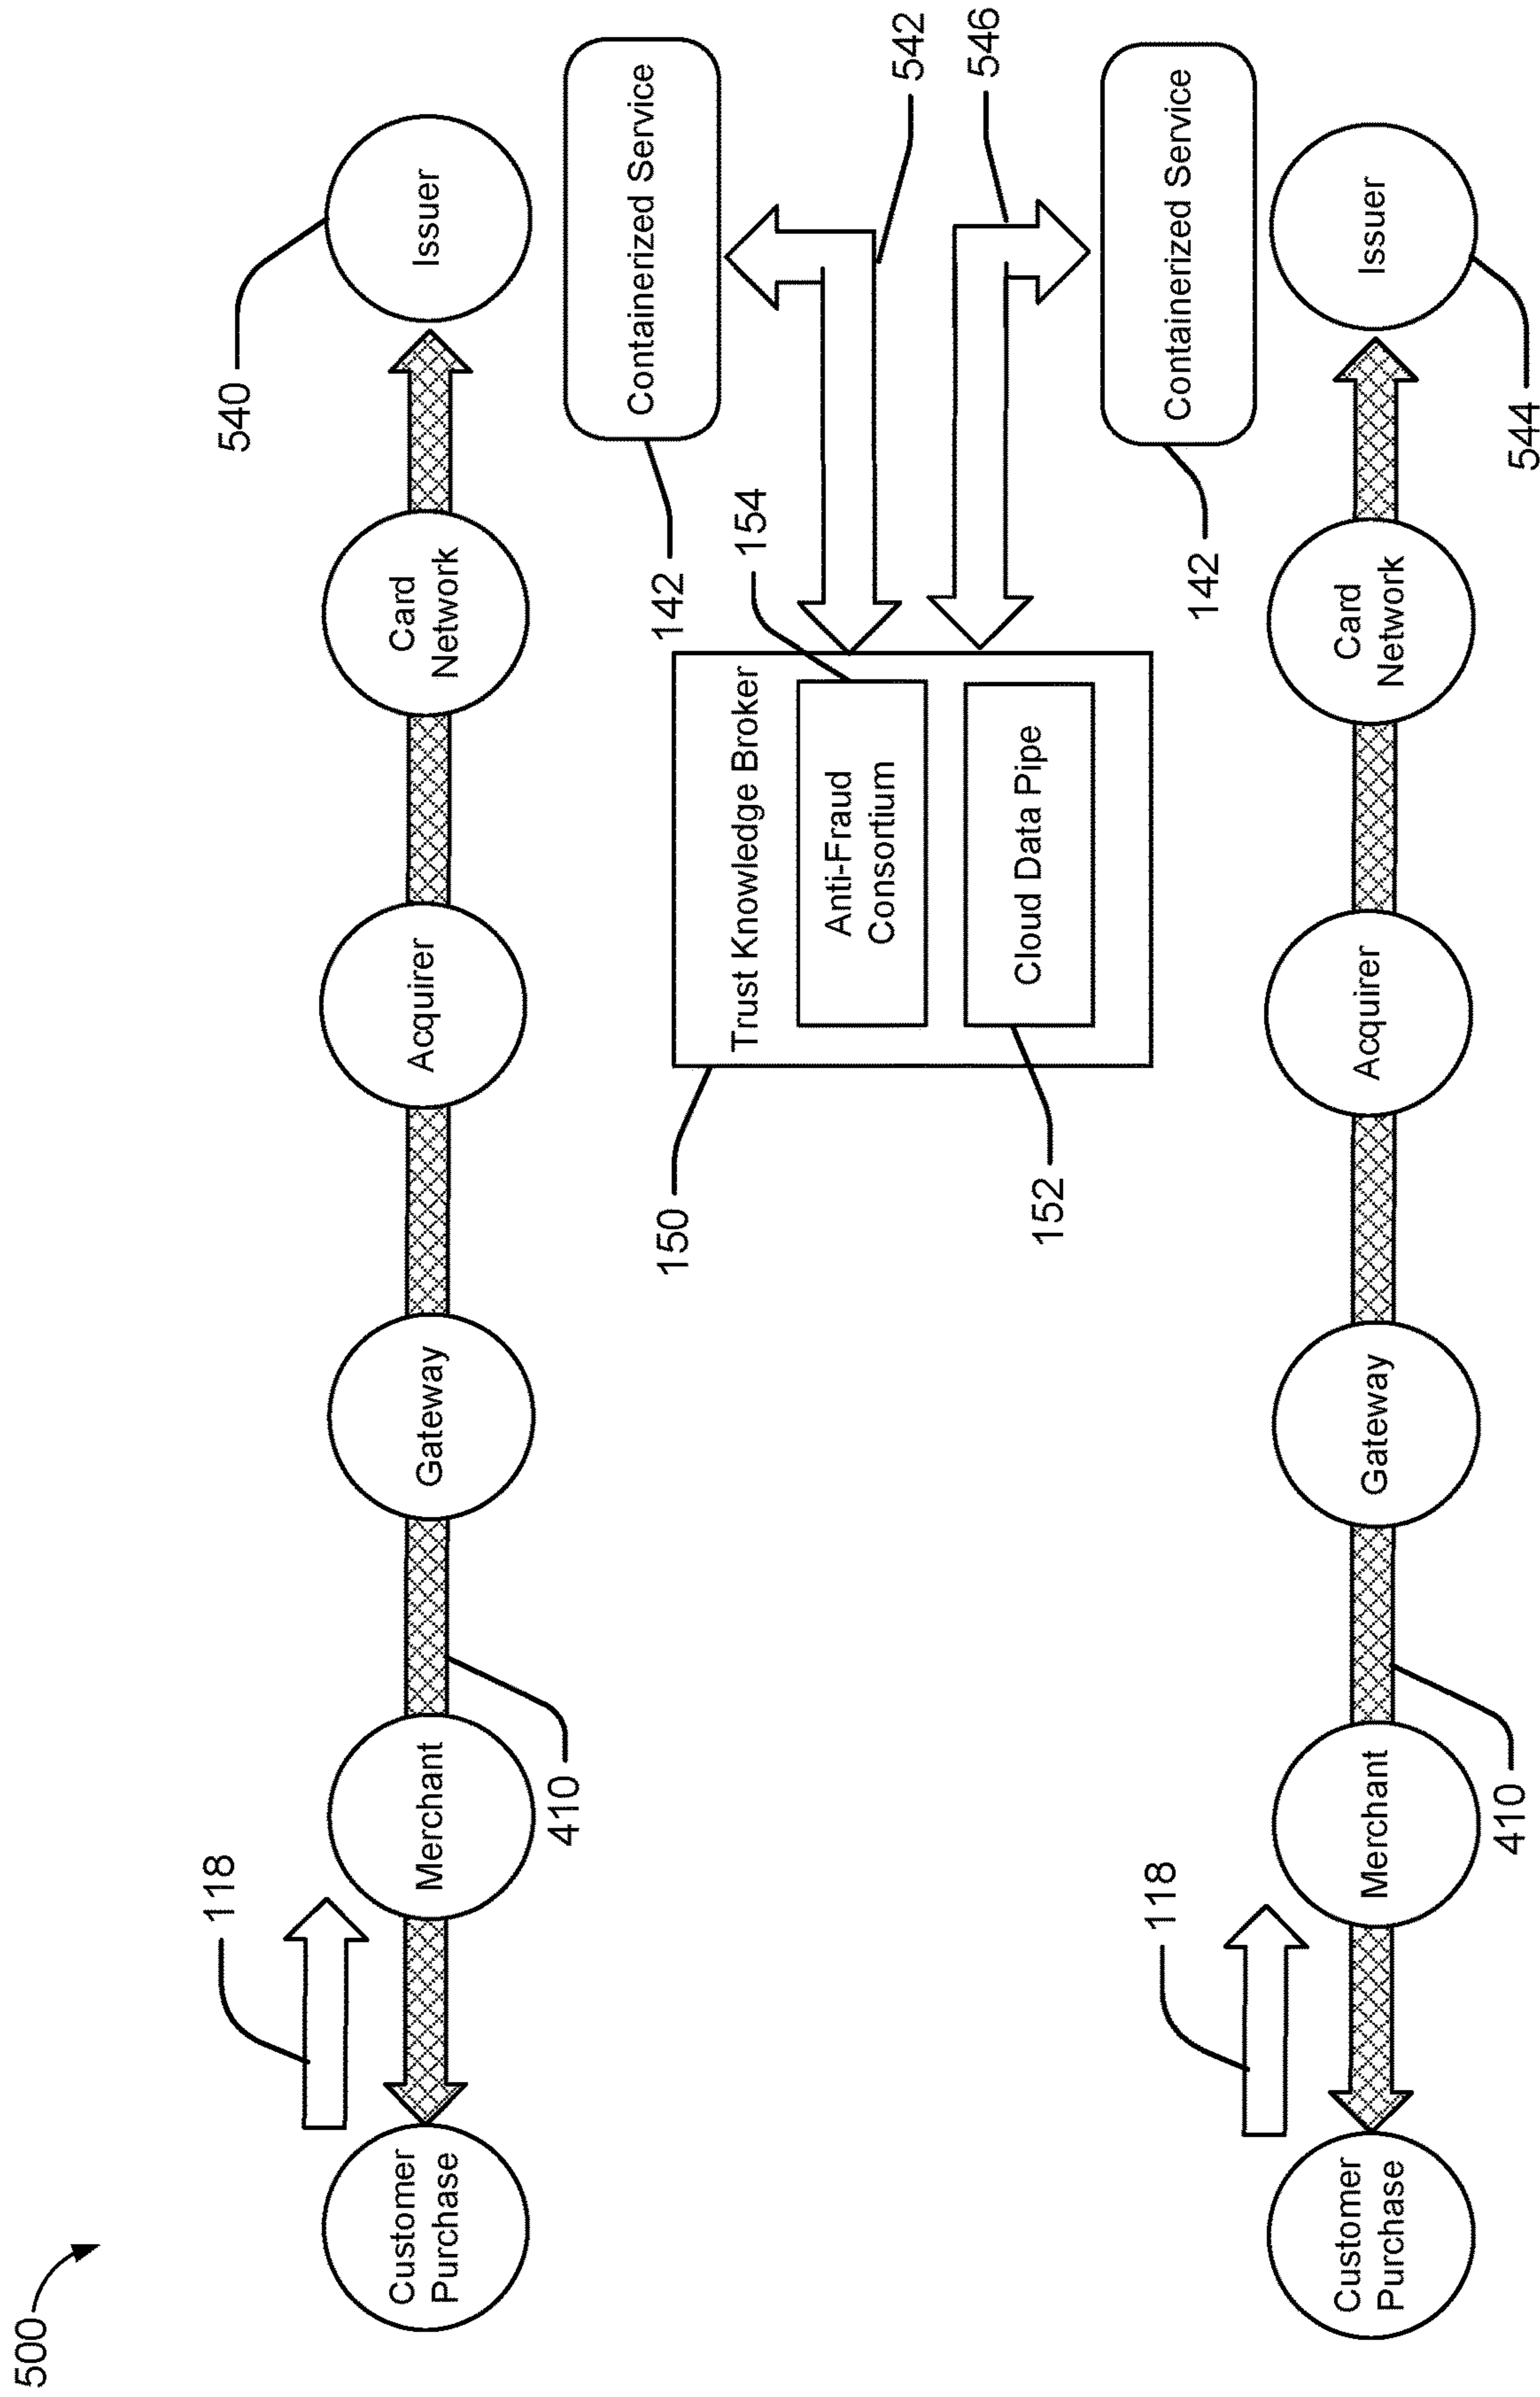 500
118
540
Customer
Purchase
Merchant
Gateway
Acquirer
Card
Network
Issuer
410
142
Containerized Service
150
Trust Knowledge Broker
154
Anti-Fraud
Consortium
542
Cloud Data Pipe
152
546
142
Containerized Service
118
Customer
Purchase
Merchant
Gateway
Acquirer
Card
Network
Issuer
410
544